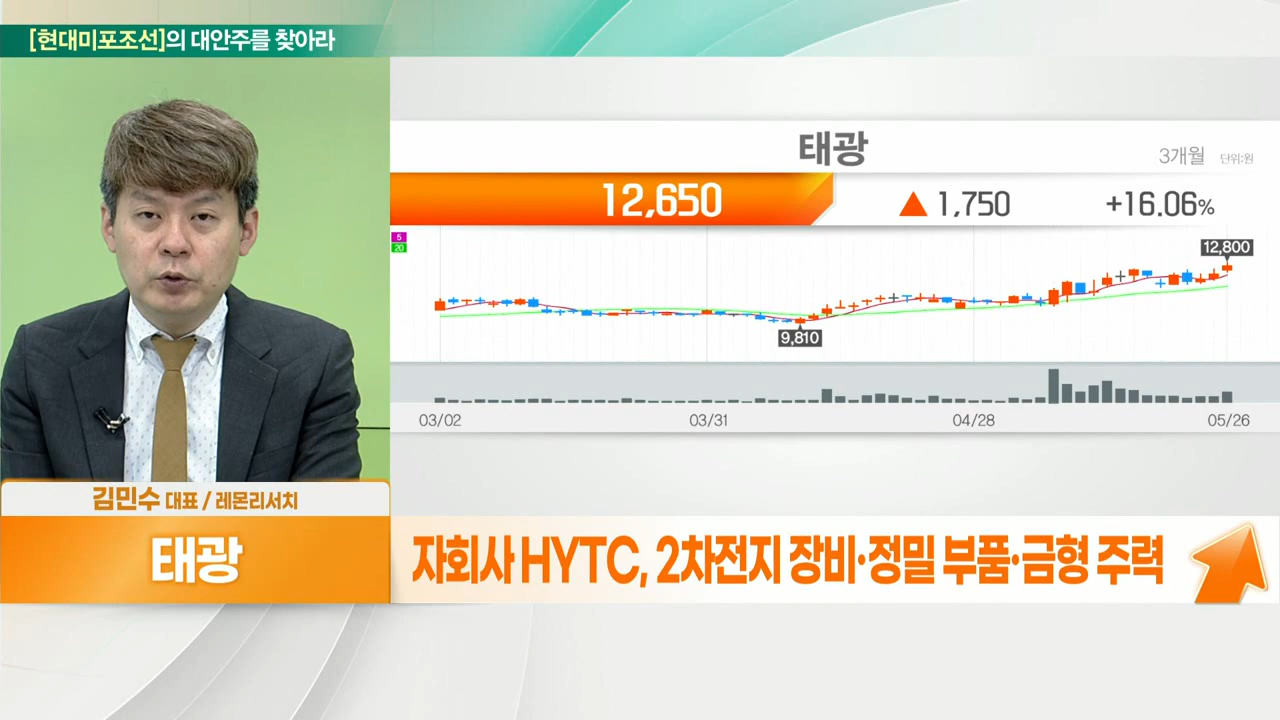 [현대미포조선]의 대안주를 찾아라
태광
3개월 단위:원
12,650 ▲ 1,750 +16.06%
5
20
12,800
9,810
03/02 03/31 04/28 05/26
김민수 대표 / 레몬리서치
태광
자회사 HYTC, 2차전지 장비·정밀 부품·금형 주력